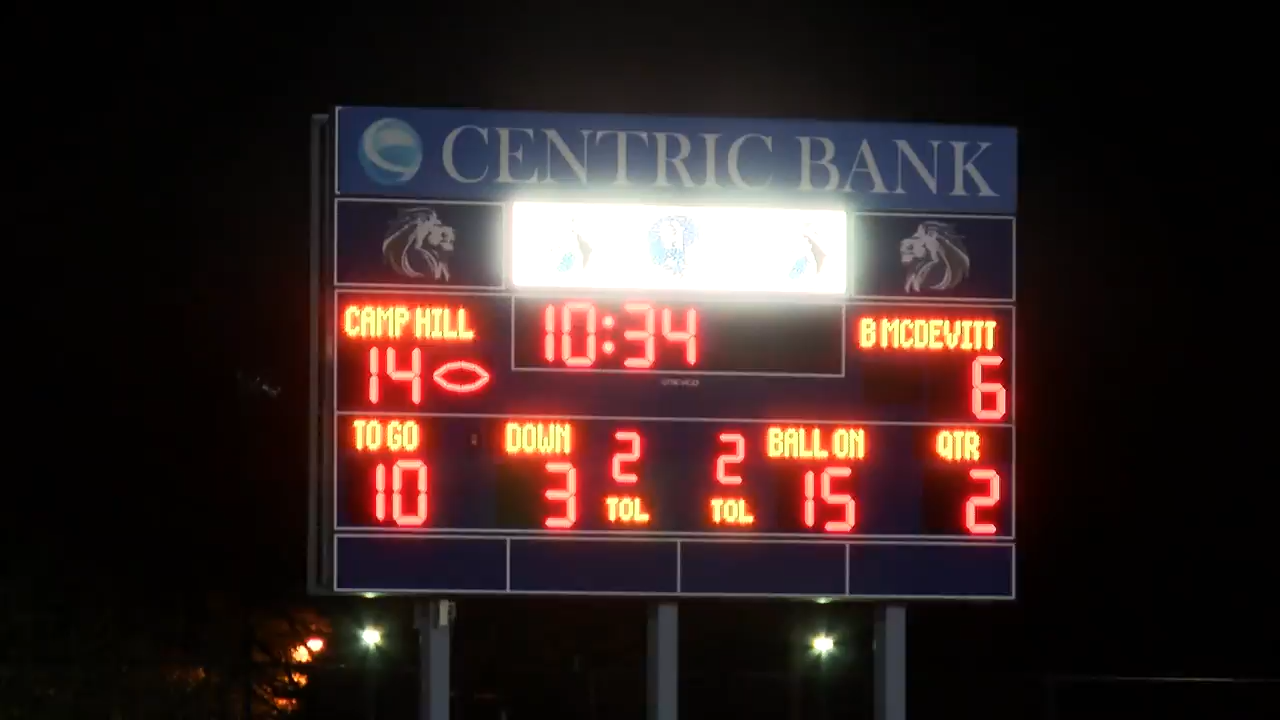 CENTRIC BANK
CAMP HILL
10:34
B MCDEVITT
14
6
TO GO
DOWN
2
2
BALL ON
QTR
10
3
TOL
TOL
15
2